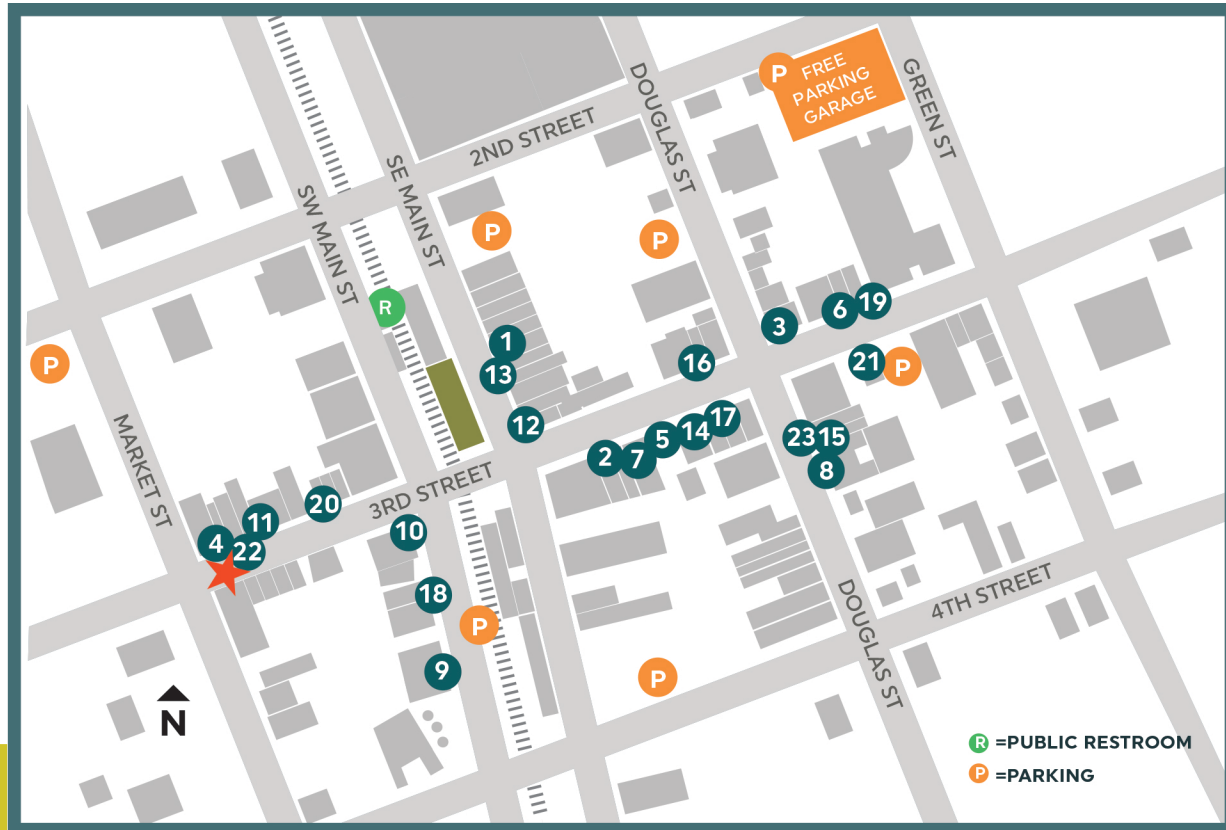 P FREE
PARKING
GARAGE
DOUGLAS ST
GREEN ST
2ND STREET
SE MAIN ST
SW MAIN ST
P
P
R
P
1
13
12
16
3
6
19
21 P
MARKET ST
3RD STREET
2
7
5
14
17
23
15
8
20
11
4
22
10
18
P
9
P
4TH STREET
DOUGLAS ST
N
R =PUBLIC RESTROOM
P =PARKING